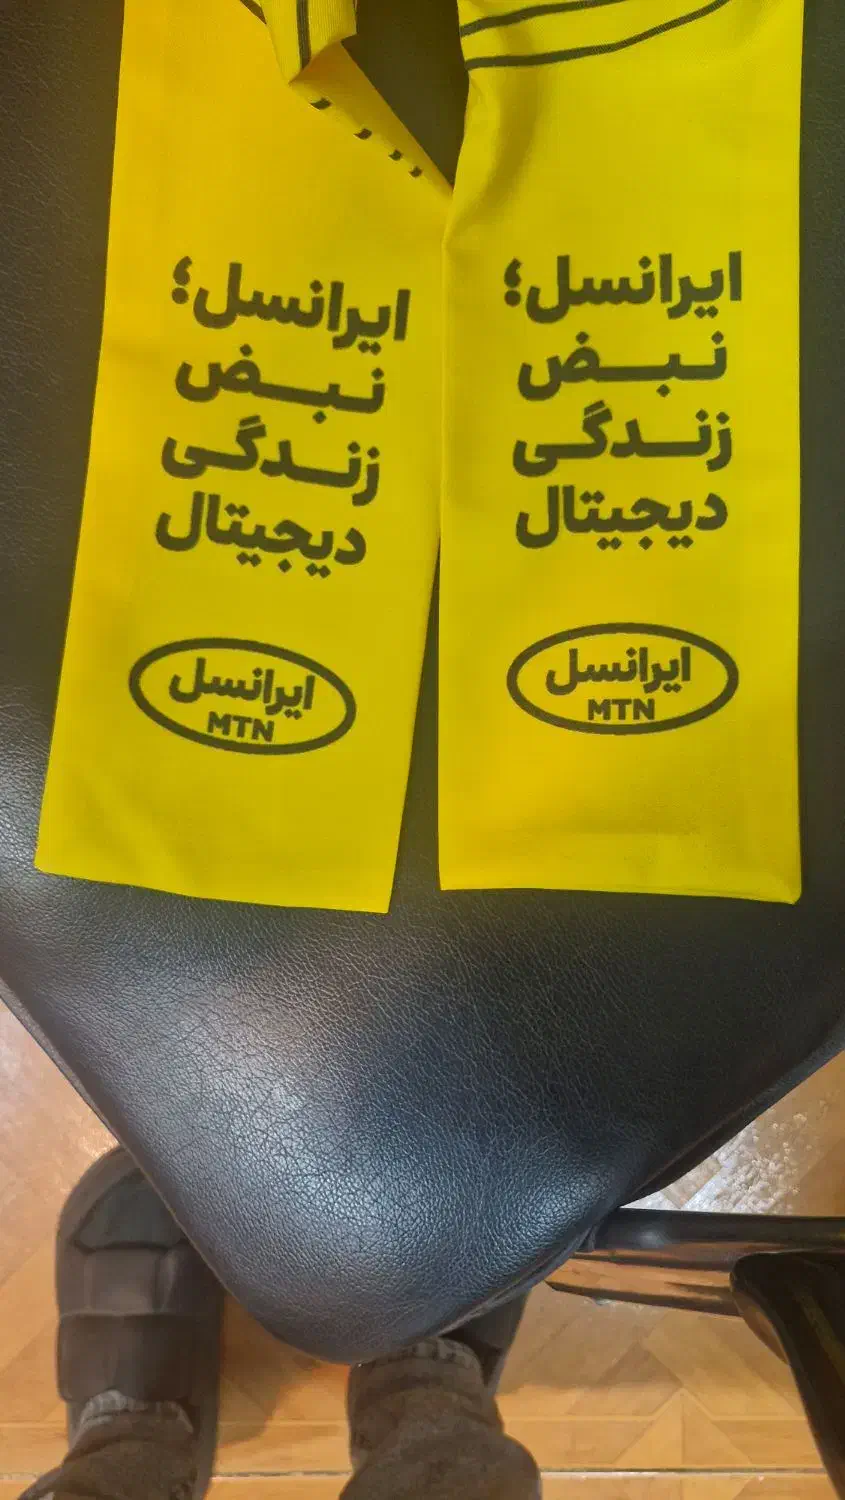 ایرانسل؛
نبض
زندگی
دیجیتال
ایرانسل
MTN
ایرانسل؛
نبض
زندگی
دیجیتال
ایرانسل
MTN